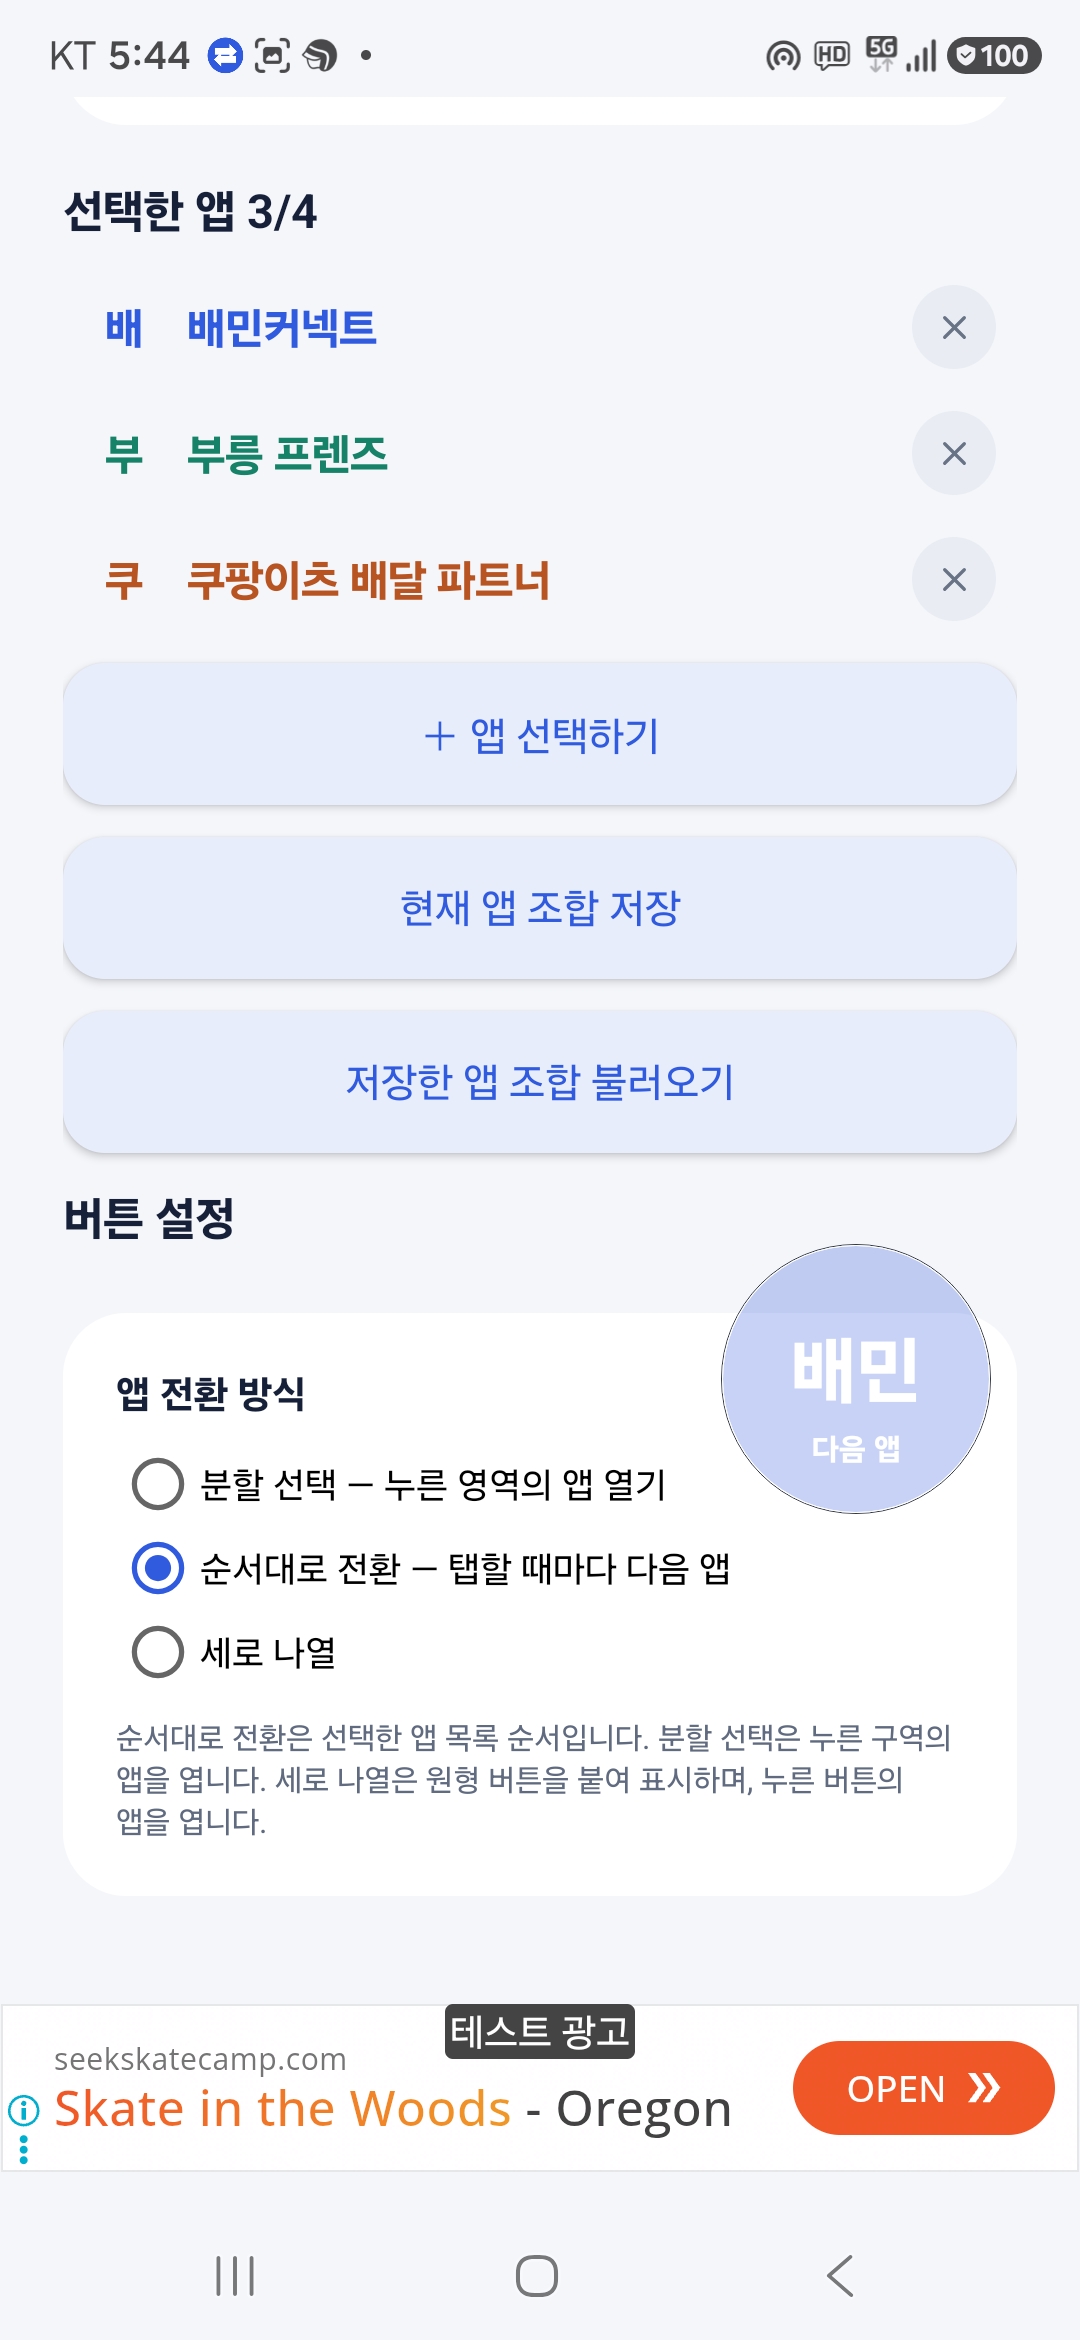 KT 5:44
HD 5G 100
선택한 앱 3/4
배 배민커넥트
부 부릉 프렌즈
쿠 쿠팡이츠 배달 파트너
+ 앱 선택하기
현재 앱 조합 저장
저장한 앱 조합 불러오기
버튼 설정
배민
다음 앱
앱 전환 방식
분할 선택 – 누른 영역의 앱 열기
순서대로 전환 – 탭할 때마다 다음 앱
세로 나열
순서대로 전환은 선택한 앱 목록 순서입니다. 분할 선택은 누른 구역의
앱을 엽니다. 세로 나열은 원형 버튼을 붙여 표시하며, 누른 버튼의
앱을 엽니다.
테스트 광고
seekskatecamp.com
Skate in the Woods - Oregon
OPEN